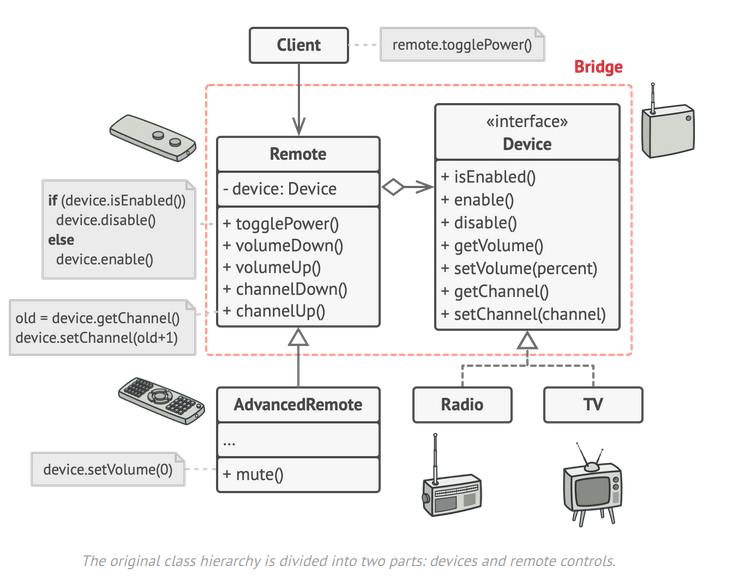 Client
remote.togglePower()
Bridge
Remote
- device: Device
+ togglePower()
+ volumeDown()
+ volumeUp()
+ channelDown()
+ channelUp()
«interface»
Device
+ isEnabled()
+ enable()
+ disable()
+ getVolume()
+ setVolume(percent)
+ getChannel()
+ setChannel(channel)
if (device.isEnabled())
device.disable()
else
device.enable()
old = device.getChannel()
device.setChannel(old+1)
AdvancedRemote
...
+ mute()
Radio
TV
device.setVolume(0)
The original class hierarchy is divided into two parts: devices and remote controls.